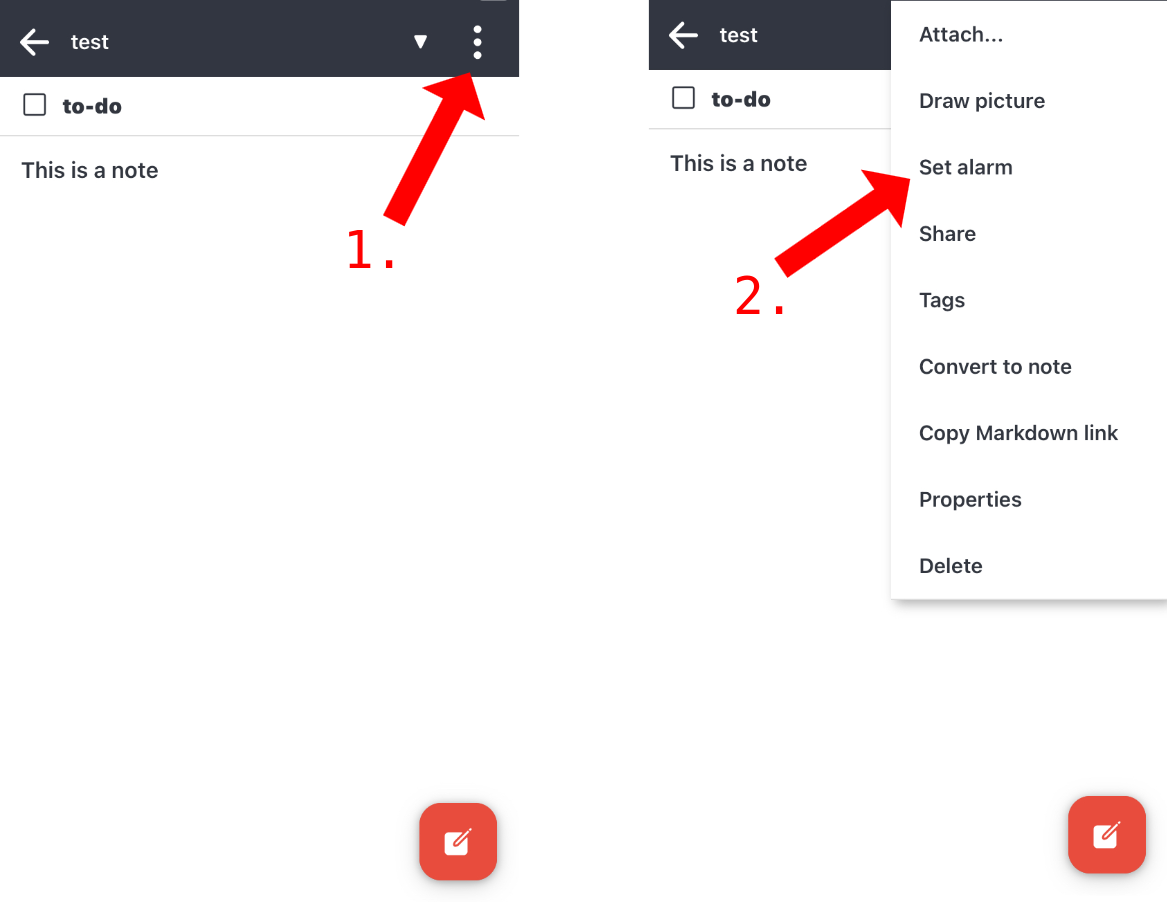 test
to-do
This is a note
1.
test
to-do
This is a note
2.
Attach...
Draw picture
Set alarm
Share
Tags
Convert to note
Copy Markdown link
Properties
Delete